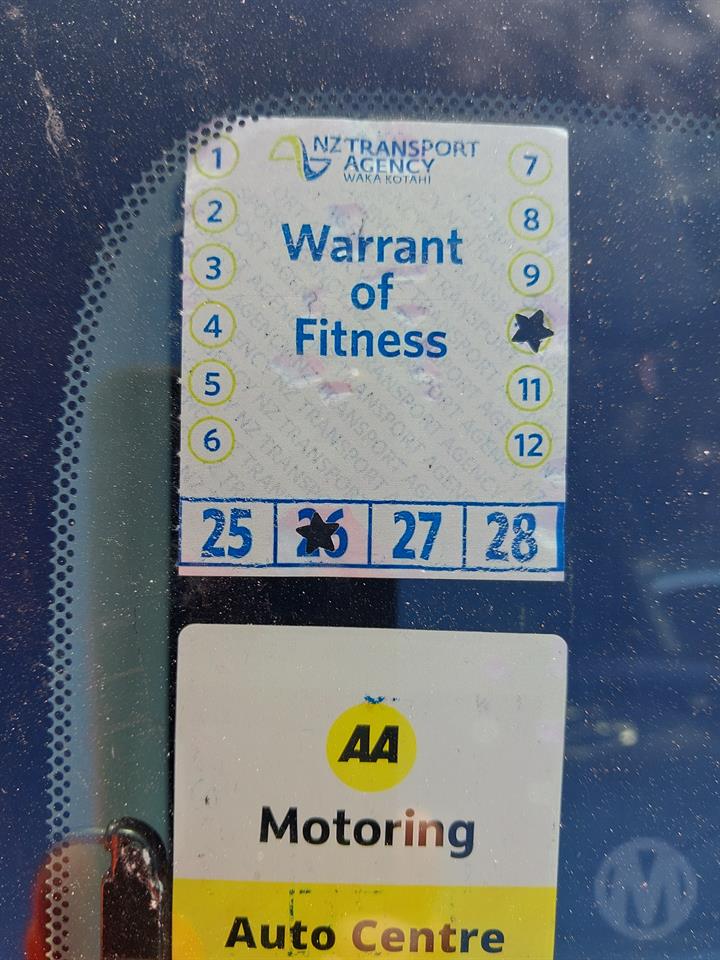 NZ TRANSPORT
AGENCY
WAKA KOTAHI
Warrant
of
Fitness
1
2
3
4
5
6
7
8
9
11
12
25
26
27
28
AA
Motoring
Auto Centre
M